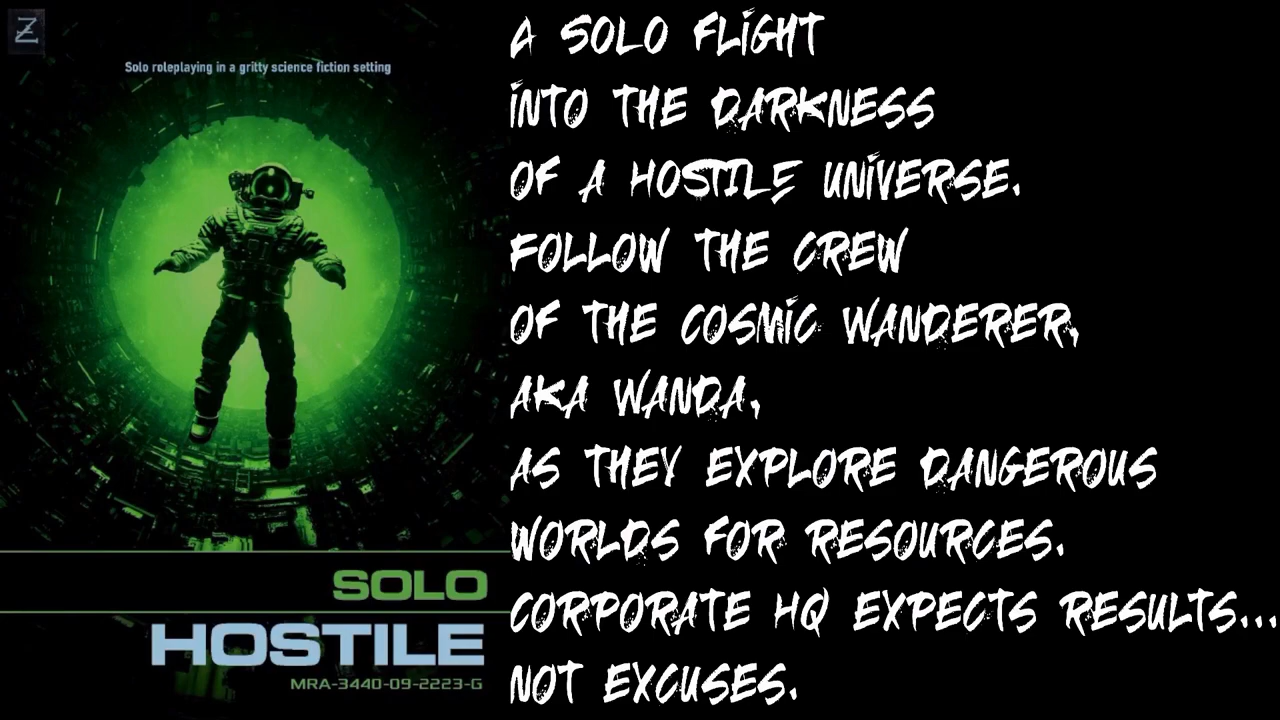 Z
Solo roleplaying in a gritty science fiction setting
SOLO
HOSTILE
MRA-3440-09-2223-G
A SOLO FLIGHT
INTO THE DARKNESS
OF A HOSTILE UNIVERSE.
FOLLOW THE CREW
OF THE COSMIC WANDERER,
AKA WANDA,
AS THEY EXPLORE DANGEROUS
WORLDS FOR RESOURCES.
CORPORATE HQ EXPECTS RESULTS...
NOT EXCUSES.